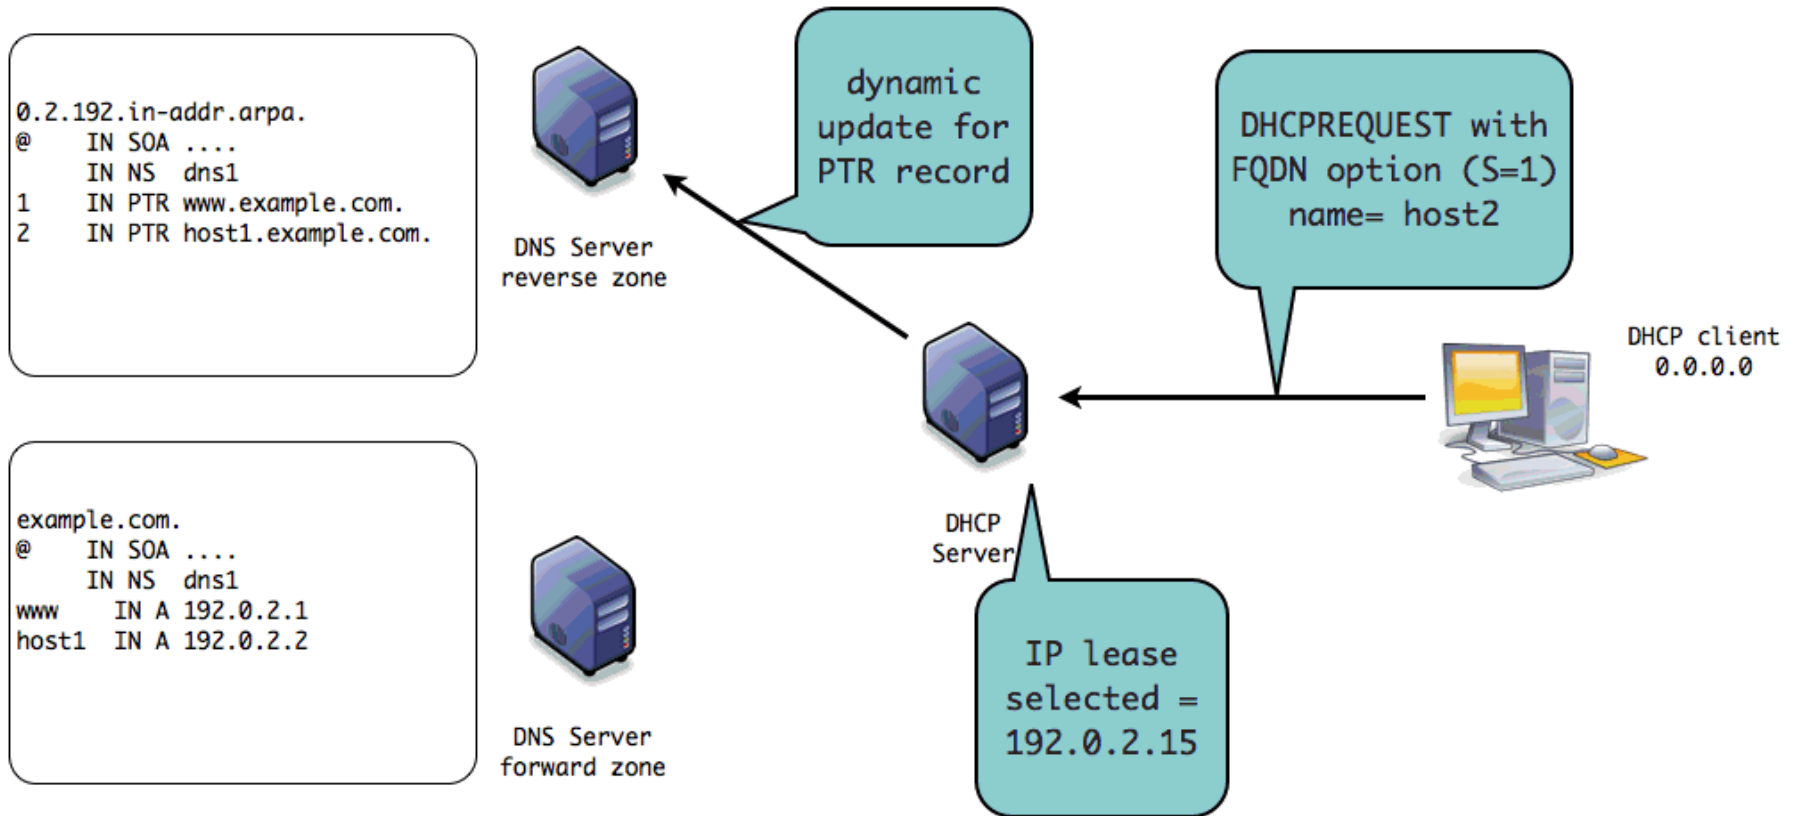 0.2.192.in-addr.arpa.
@ IN SOA ....
IN NS dns1
1 IN PTR www.example.com.
2 IN PTR host1.example.com.
DNS Server
reverse zone
dynamic
update for
PTR record
DHCPREQUEST with
FQDN option (S=1)
name= host2
DHCP client
0.0.0.0
DHCP
Server
IP lease
selected =
192.0.2.15
example.com.
@ IN SOA ....
IN NS dns1
www IN A 192.0.2.1
host1 IN A 192.0.2.2
DNS Server
forward zone